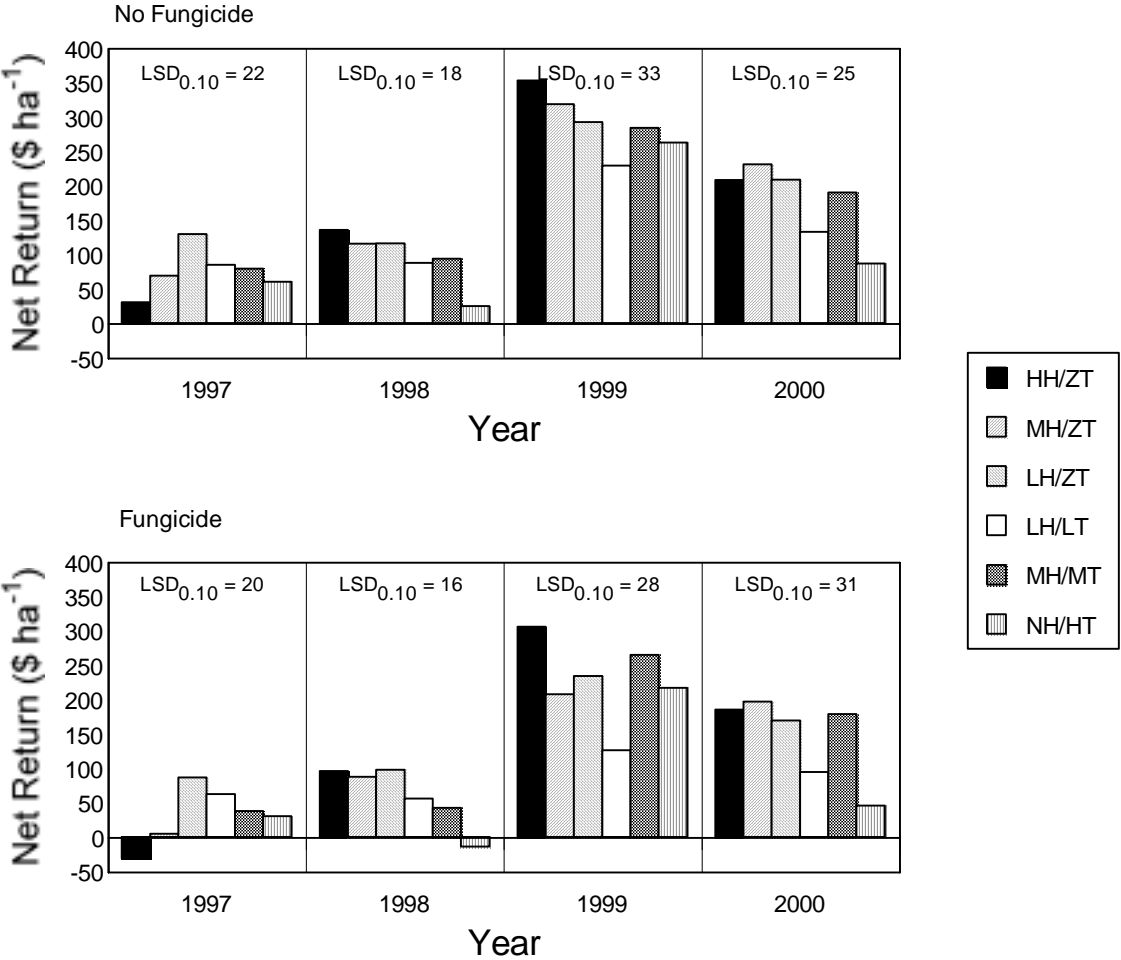 No Fungicide
Net Return ($ ha-1)
400
350
300
250
200
150
100
50
0
-50
LSD0.10 = 22
LSD0.10 = 18
LSD0.10 = 33
LSD0.10 = 25
1997
1998
1999
2000
Year
HH/ZT
MH/ZT
LH/ZT
LH/LT
MH/MT
NH/HT
Fungicide
Net Return ($ ha-1)
400
350
300
250
200
150
100
50
0
-50
LSD0.10 = 20
LSD0.10 = 16
LSD0.10 = 28
LSD0.10 = 31
1997
1998
1999
2000
Year